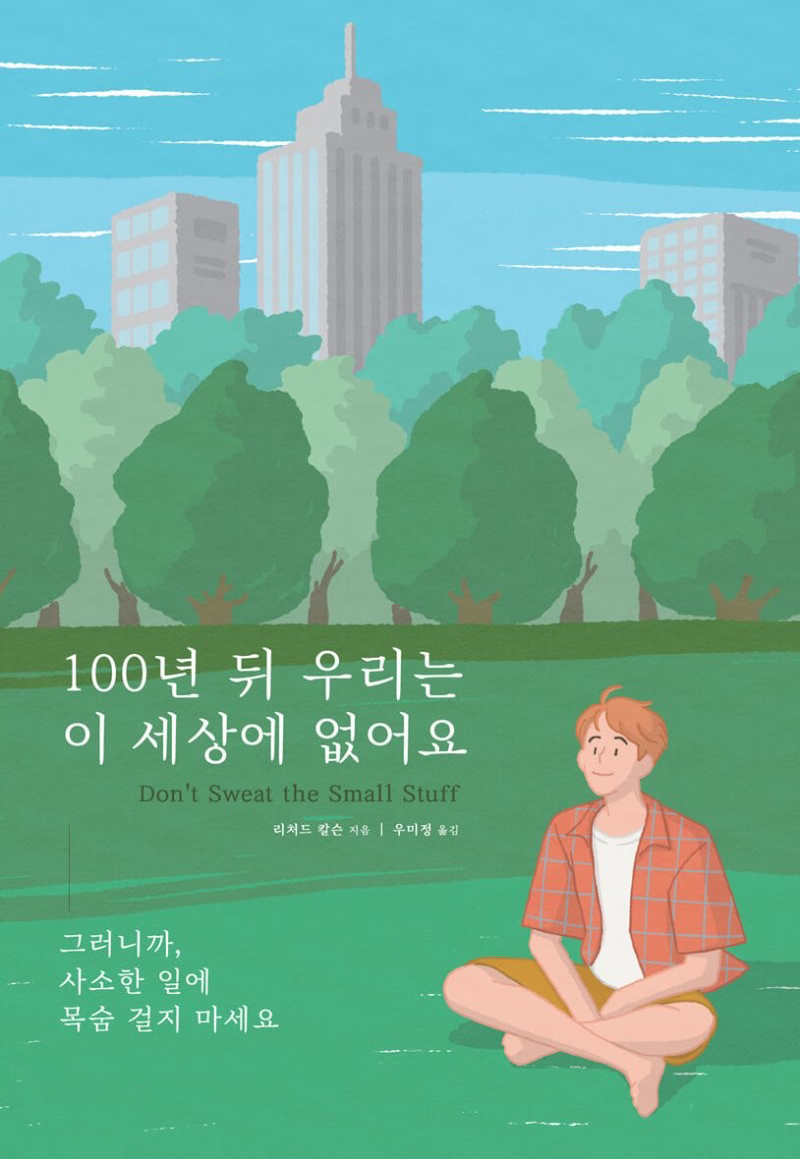 100년 뒤 우리는
이 세상에 없어요
Don't Sweat the Small Stuff
리처드 칼슨 지음 | 우미정 옮김
그러니까,
사소한 일에
목숨 걸지 마세요